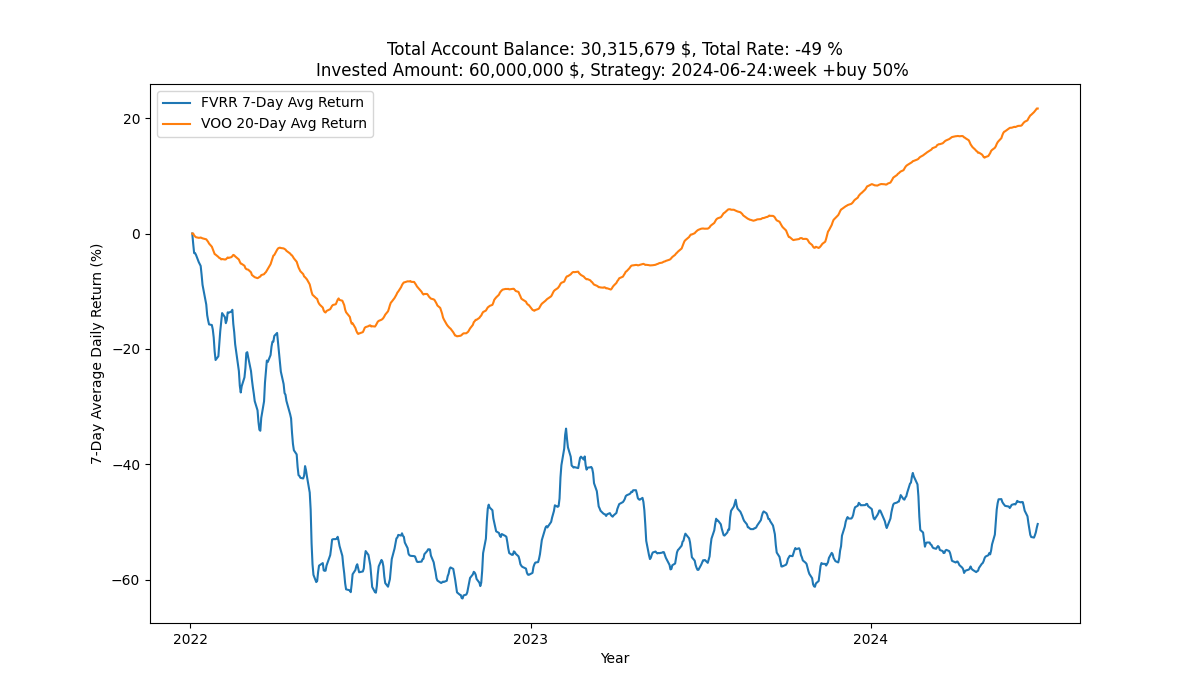 Total Account Balance: 30,315,679 $, Total Rate: -49 %
Invested Amount: 60,000,000 $, Strategy: 2024-06-24:week +buy 50%
FVRR 7-Day Avg Return
VOO 20-Day Avg Return
7-Day Average Daily Return (%)
20
0
−20
−40
−60
2022
2023
2024
Year